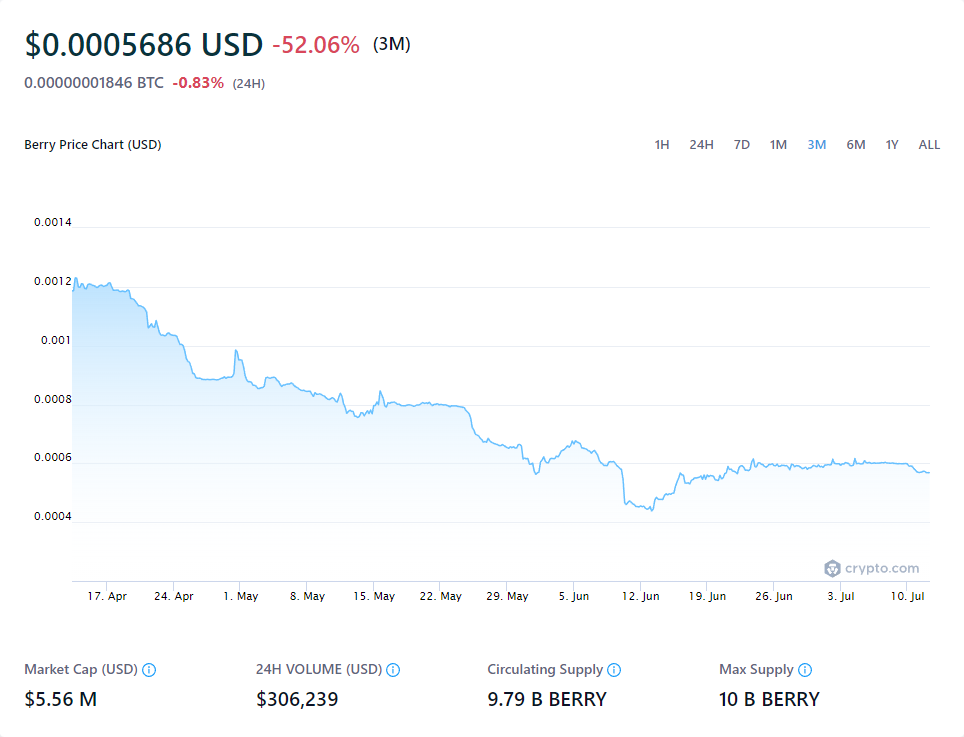 $0.0005686 USD -52.06% (3M)
0.00000001846 BTC -0.83% (24H)
Berry Price Chart (USD) 1H 24H 7D 1M 3M 6M 1Y ALL
0.0014
0.0012
0.001
0.0008
0.0006
0.0004
crypto.com
17. Apr 24. Apr 1. May 8. May 15. May 22. May 29. May 5. Jun 12. Jun 19. Jun 26. Jun 3. Jul 10. Jul
Market Cap (USD) 24H VOLUME (USD) Circulating Supply Max Supply
$5.56 M $306,239 9.79 B BERRY 10 B BERRY